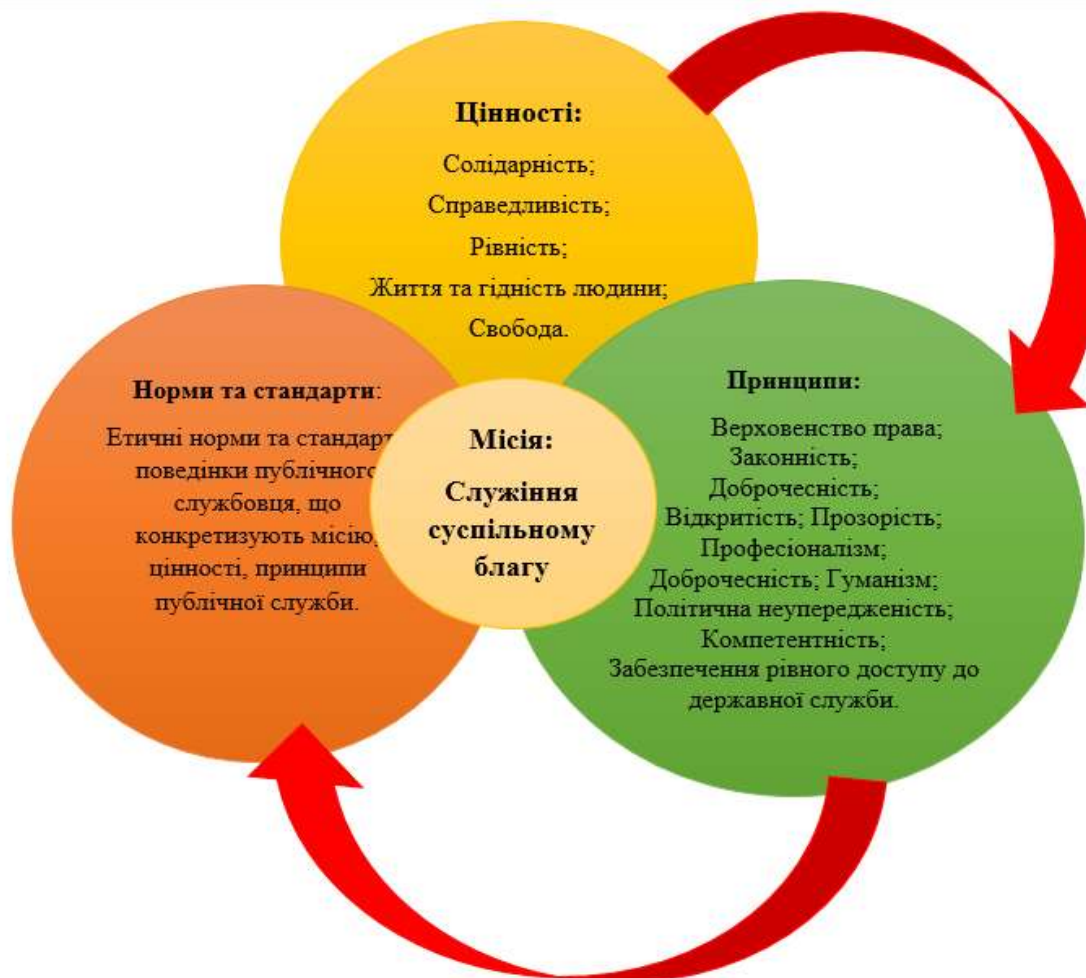 Цінності:
Солідарність;
Справедливість;
Рівність;
Життя та гідність людини;
Свобода.
Норми та стандарти:
Етичні норми та стандарт
поведінки публічного
службовця, що
конкретизують місію,
цінності, принципи
публічної служби.
Місія:
Служіння
суспільному
благу
Принципи:
Верховенство права;
Законність;
Доброчесність;
Відкритість; Прозорість;
Професіоналізм;
Доброчесність; Гуманізм;
Політична неупередженість;
Компетентність;
Забезпечення рівного доступу до
державної служби.